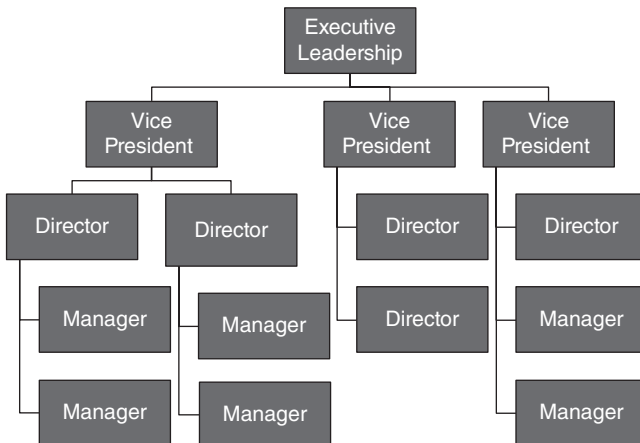 Executive
Leadership
Vice
President
Vice
President
Vice
President
Director
Director
Director
Director
Manager
Manager
Director
Manager
Manager
Manager
Manager